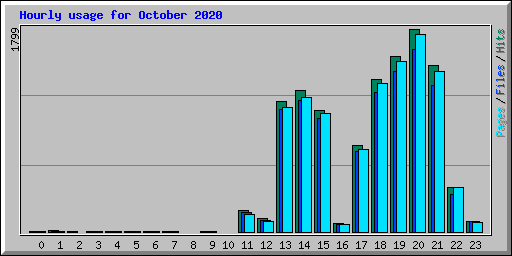 Hourly usage for October 2020
1799
Pages/Files/Hits
0 1 2 3 4 5 6 7 8 9 10 11 12 13 14 15 16 17 18 19 20 21 22 23